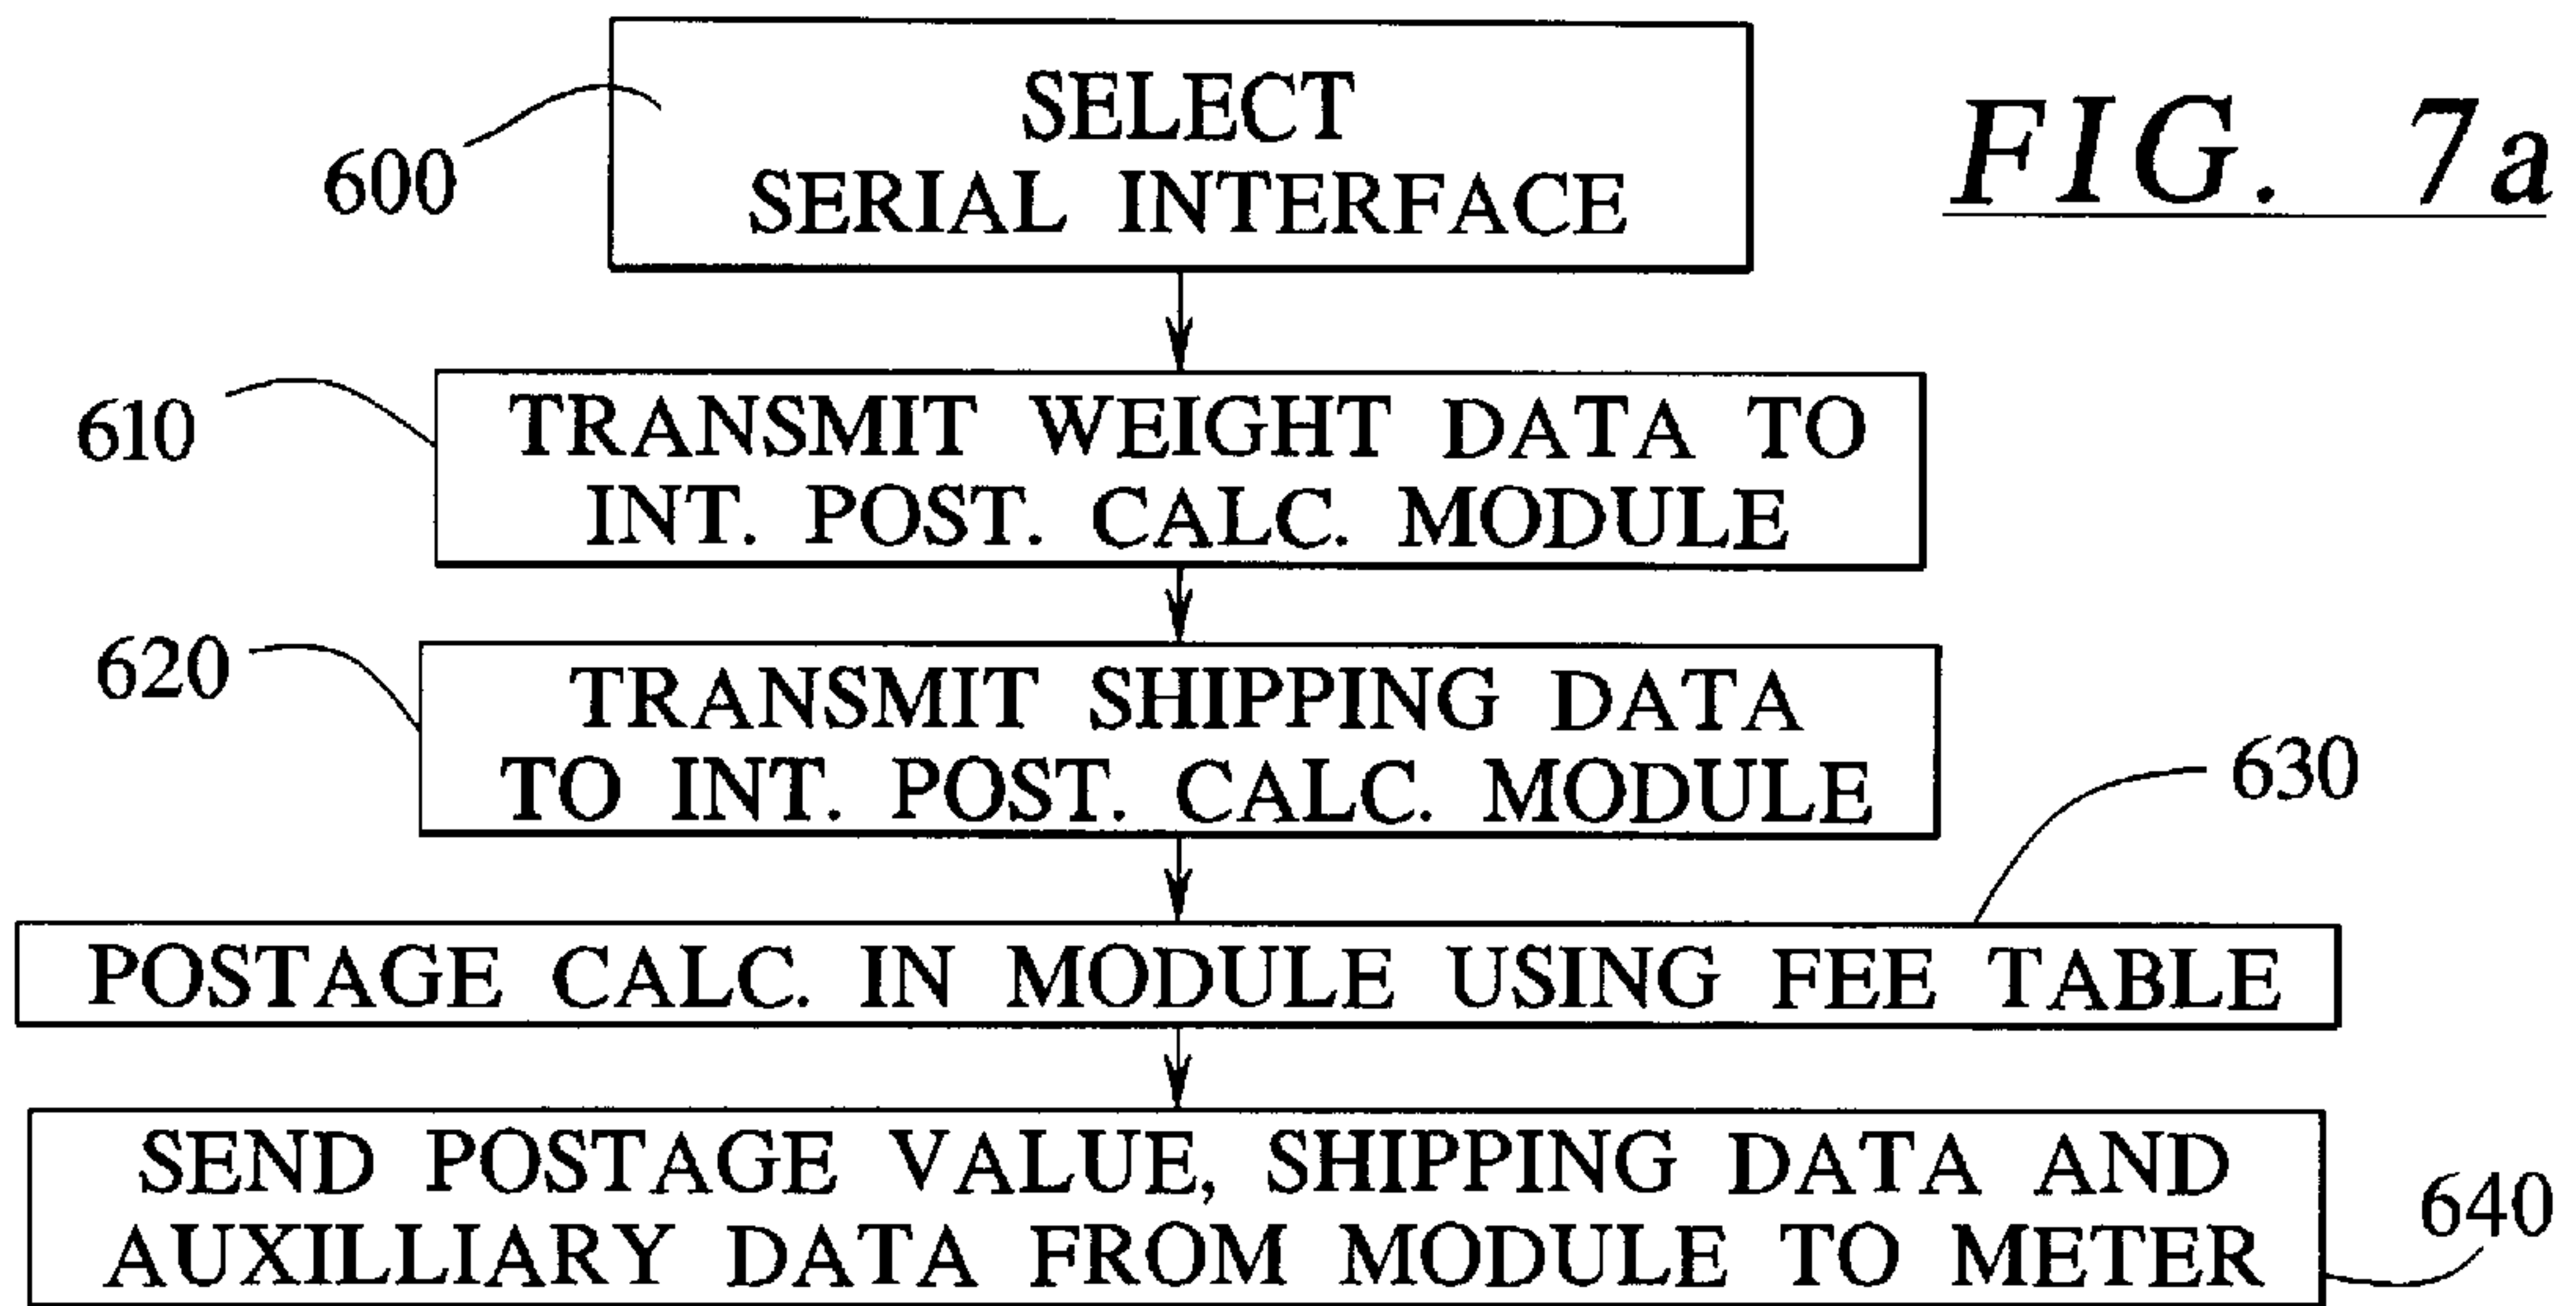 SELECT
SERIAL INTERFACE
600
FIG. 7a
TRANSMIT WEIGHT DATA TO
INT. POST. CALC. MODULE
610
TRANSMIT SHIPPING DATA
TO INT. POST. CALC. MODULE
620
630
POSTAGE CALC. IN MODULE USING FEE TABLE
SEND POSTAGE VALUE, SHIPPING DATA AND
AUXILLIARY DATA FROM MODULE TO METER
640